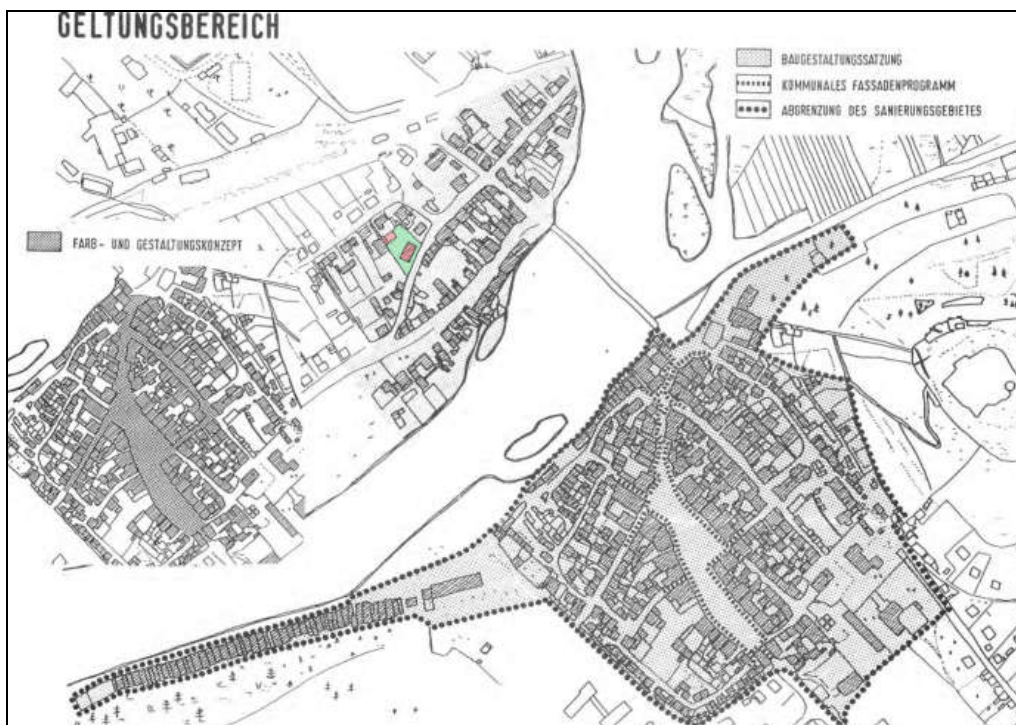 GELTUNGSBEREICH
BAUGESTALTUNGSSATZUNG
KOMMUNALES FASSADENPROGRAMM
ABGRENZUNG DES SANIERUNGSGEBIETES
FARB- UND GESTALTUNGSKONZEPT